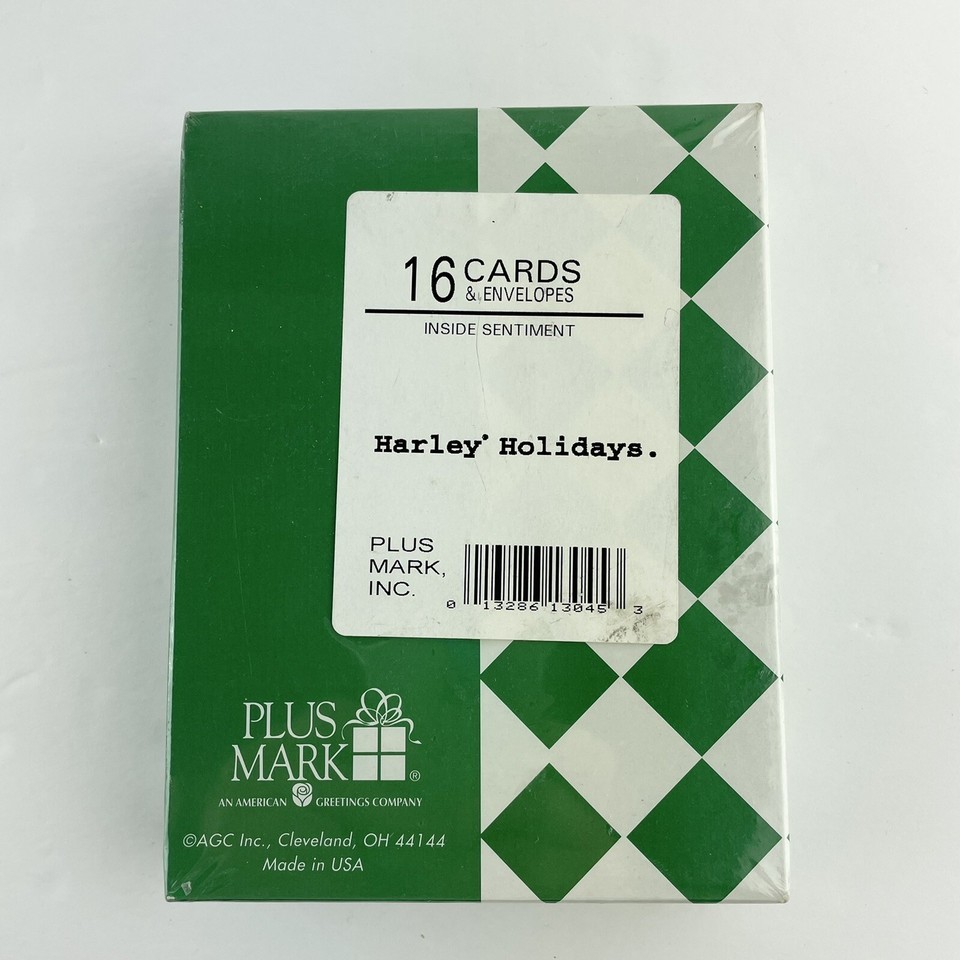 16 CARDS
& ENVELOPES
INSIDE SENTIMENT
Harley' Holidays.
PLUS
MARK,
INC.
0 13286 13045 3
PLUS
MARK ®
AN AMERICAN GREETINGS COMPANY
©AGC Inc., Cleveland, OH 44144
Made in USA